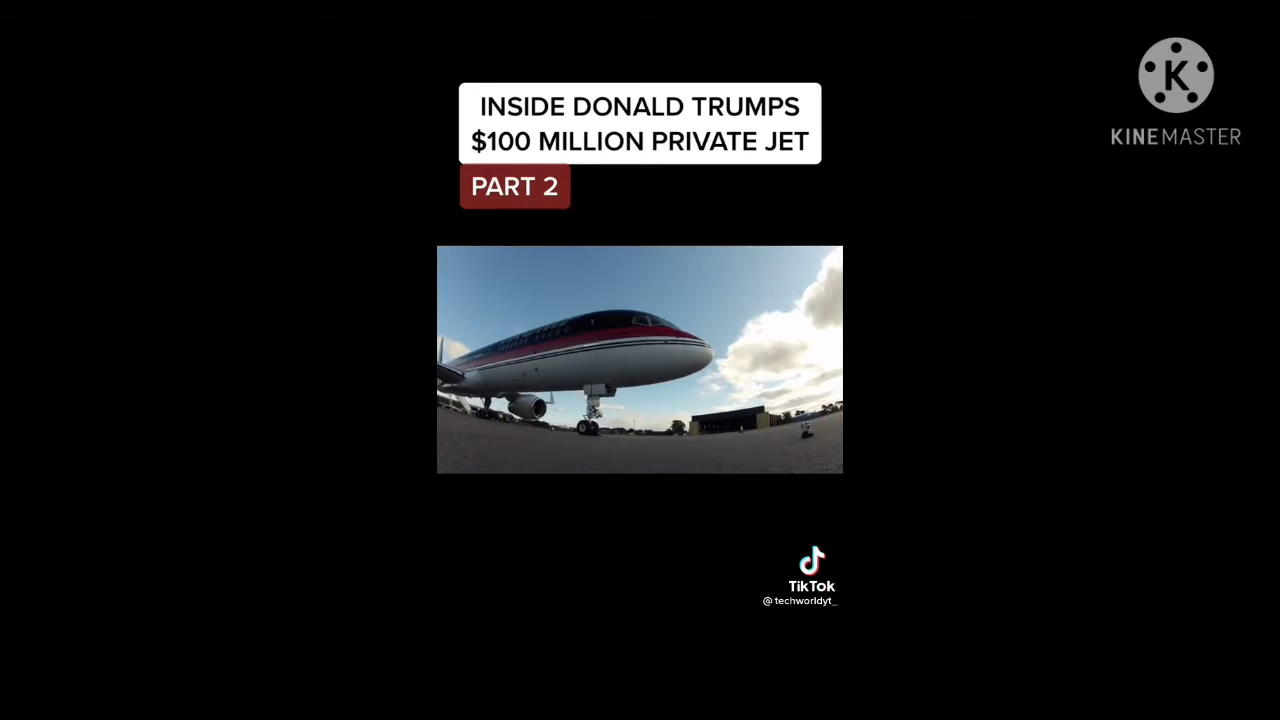 INSIDE DONALD TRUMPS
$100 MILLION PRIVATE JET
PART 2
K
KINEMASTER
TikTok
@techworldyt_